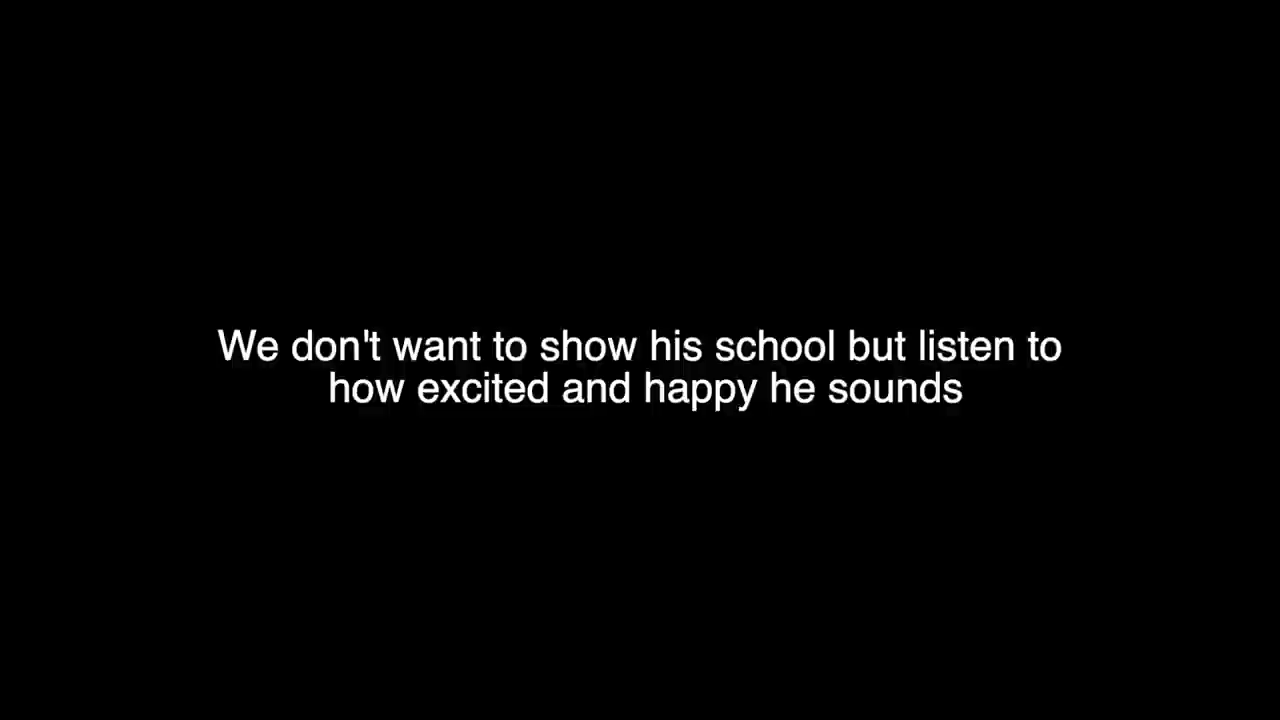 We don't want to show his school but listen to
how excited and happy he sounds